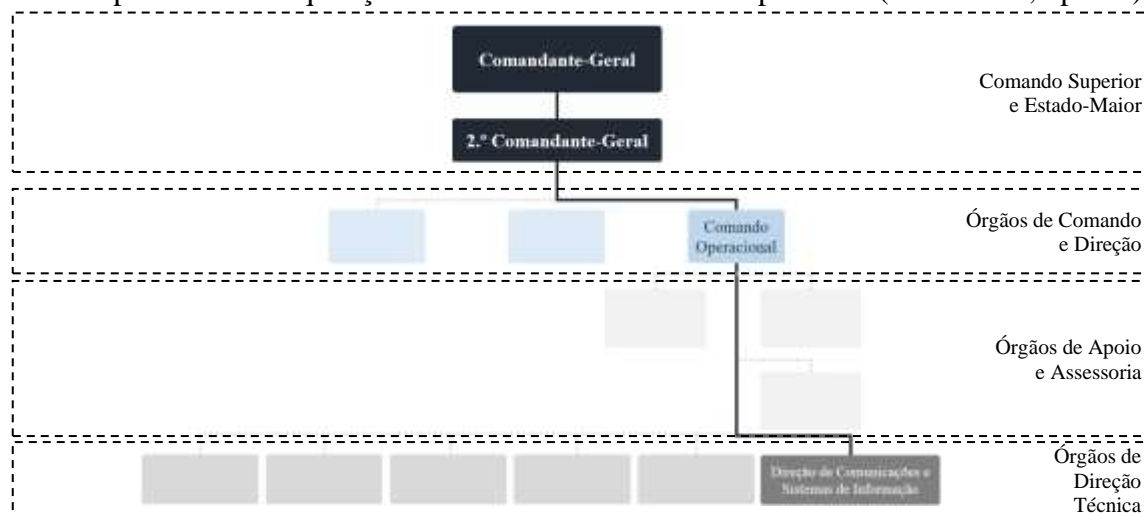 Comandante-Geral
Comando Superior
e Estado-Maior
2.º Comandante-Geral
Comando
Operacional
Órgãos de Comando
e Direção
Órgãos de Apoio
e Assessoria
Direção de Comunicações e
Sistemas de Informação
Órgãos de
Direção
Técnica